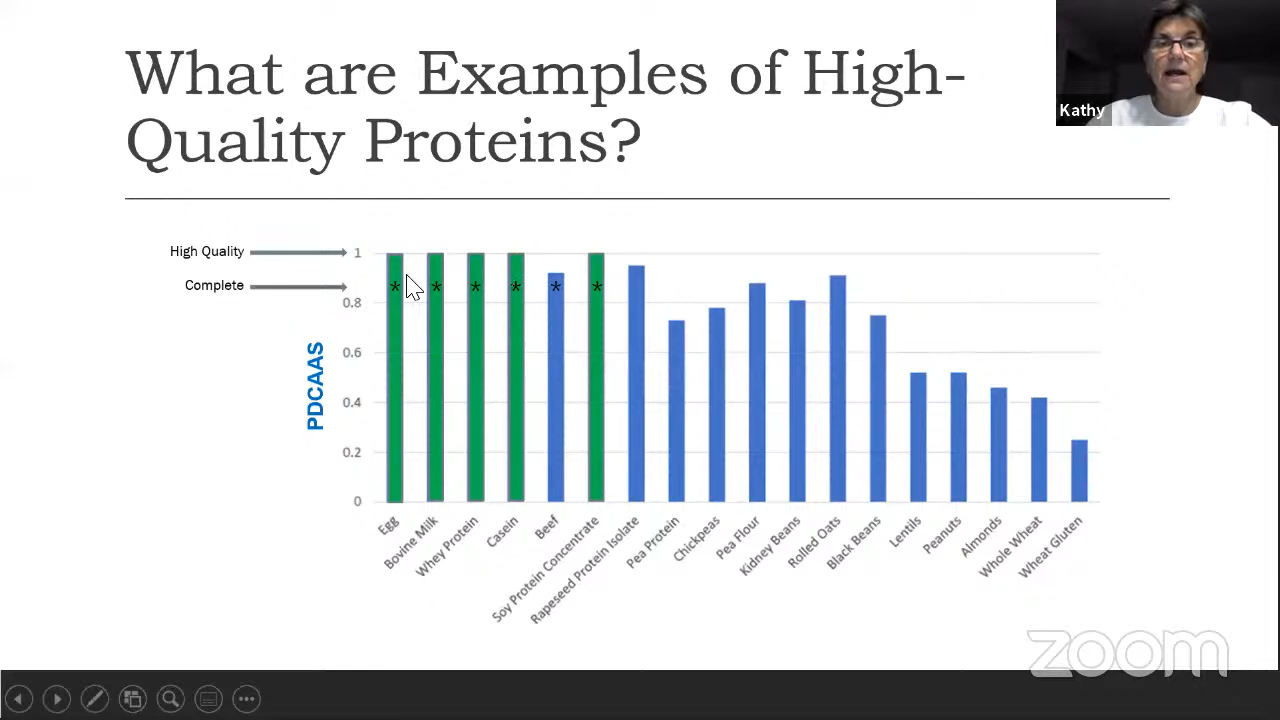 What are Examples of High-
Quality Proteins?
Kathy
High Quality
Complete
PDCAAS
1
0.8
0.6
0.4
0.2
0
* * * * * *
Egg
Bovine Milk
Whey Protein
Casein
Beef
Soy Protein Concentrate
Rapeseed Protein Isolate
Pea Protein
Chickpeas
Pea Flour
Kidney Beans
Rolled Oats
Black Beans
Lentils
Peanuts
Almonds
Whole Wheat
Wheat Gluten
zoom